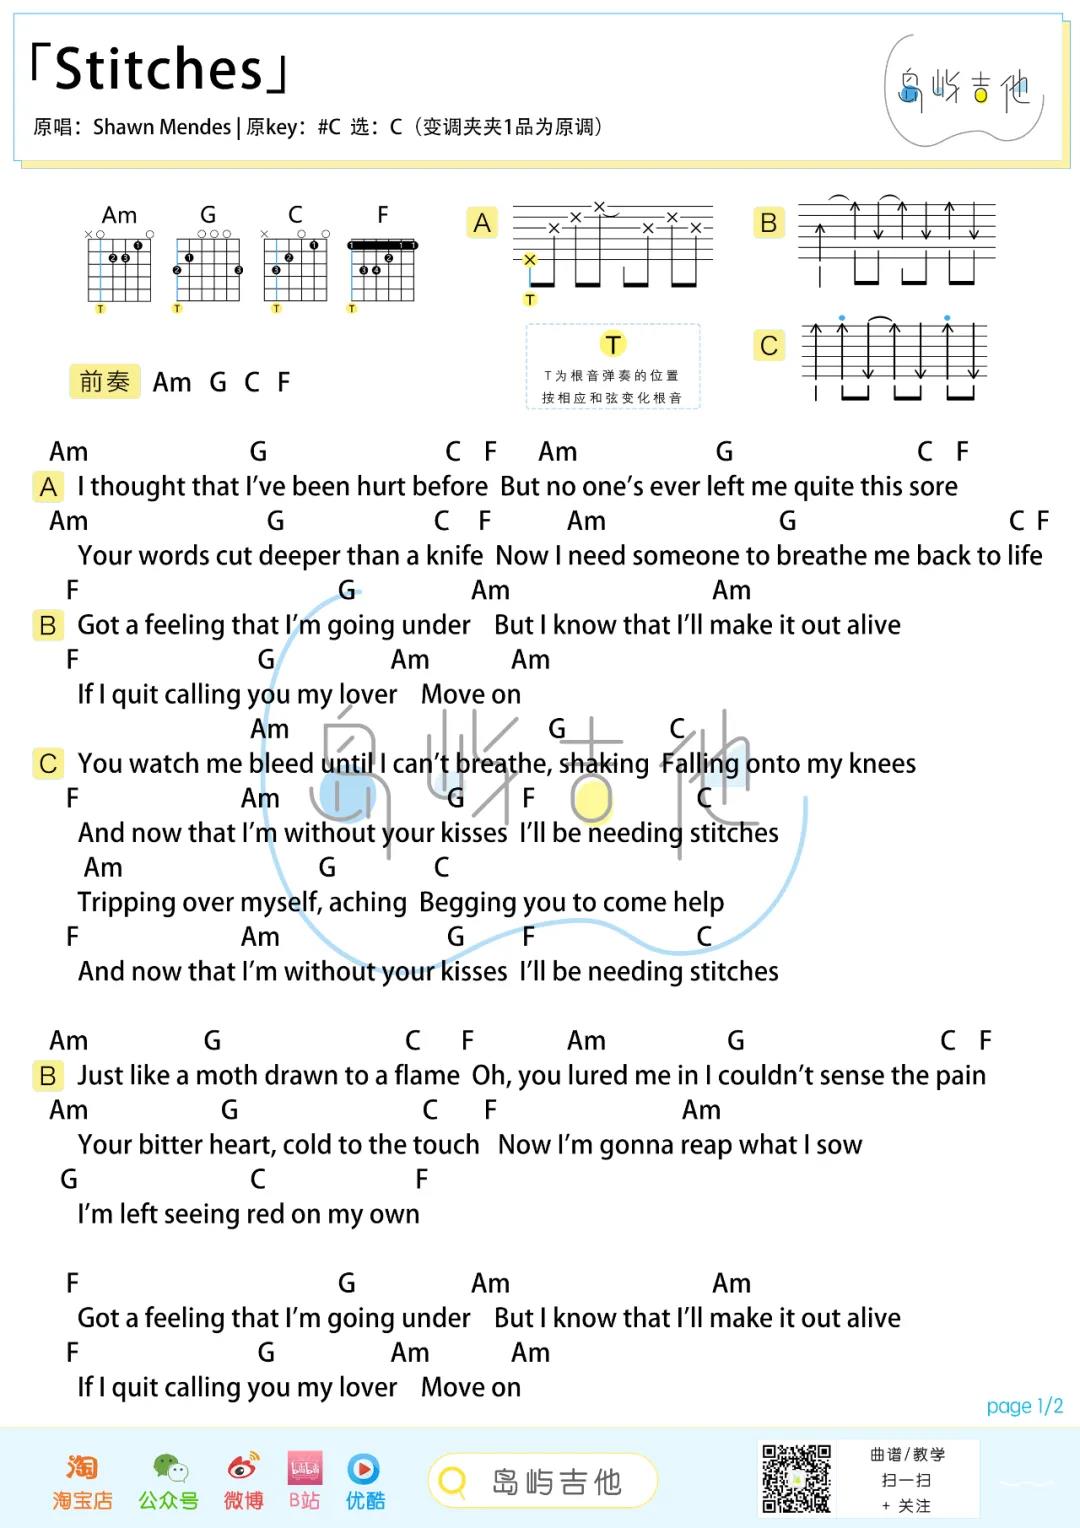 「Stitches」
原唱：Shawn Mendes | 原key：#C 选：C（变调夹夹1品为原调）
岛屿吉他
Am G C F
A B
C
T
T
T为根音弹奏的位置
按相应和弦变化根音
T T T T
前奏 Am G C F
Am G C F Am G C F
A I thought that I've been hurt before But no one's ever left me quite this sore
Am G C F Am G C F
Your words cut deeper than a knife Now I need someone to breathe me back to life
F G Am Am
B Got a feeling that I'm going under But I know that I'll make it out alive
F G Am Am
If I quit calling you my lover Move on
Am G C
C You watch me bleed until I can't breathe, shaking Falling onto my knees
F Am G F C
And now that I'm without your kisses I'll be needing stitches
Am G C
Tripping over myself, aching Begging you to come help
F Am G F C
And now that I'm without your kisses I'll be needing stitches
岛屿吉他
Am G C F Am G C F
B Just like a moth drawn to a flame Oh, you lured me in I couldn't sense the pain
Am G C F Am
Your bitter heart, cold to the touch Now I'm gonna reap what I sow
G C F
I'm left seeing red on my own
F G Am Am
Got a feeling that I'm going under But I know that I'll make it out alive
F G Am Am
If I quit calling you my lover Move on
page 1/2
淘
bilibili
淘宝店 公众号 微博 B站 优酷
岛屿吉他
曲谱/教学
扫一扫
+ 关注